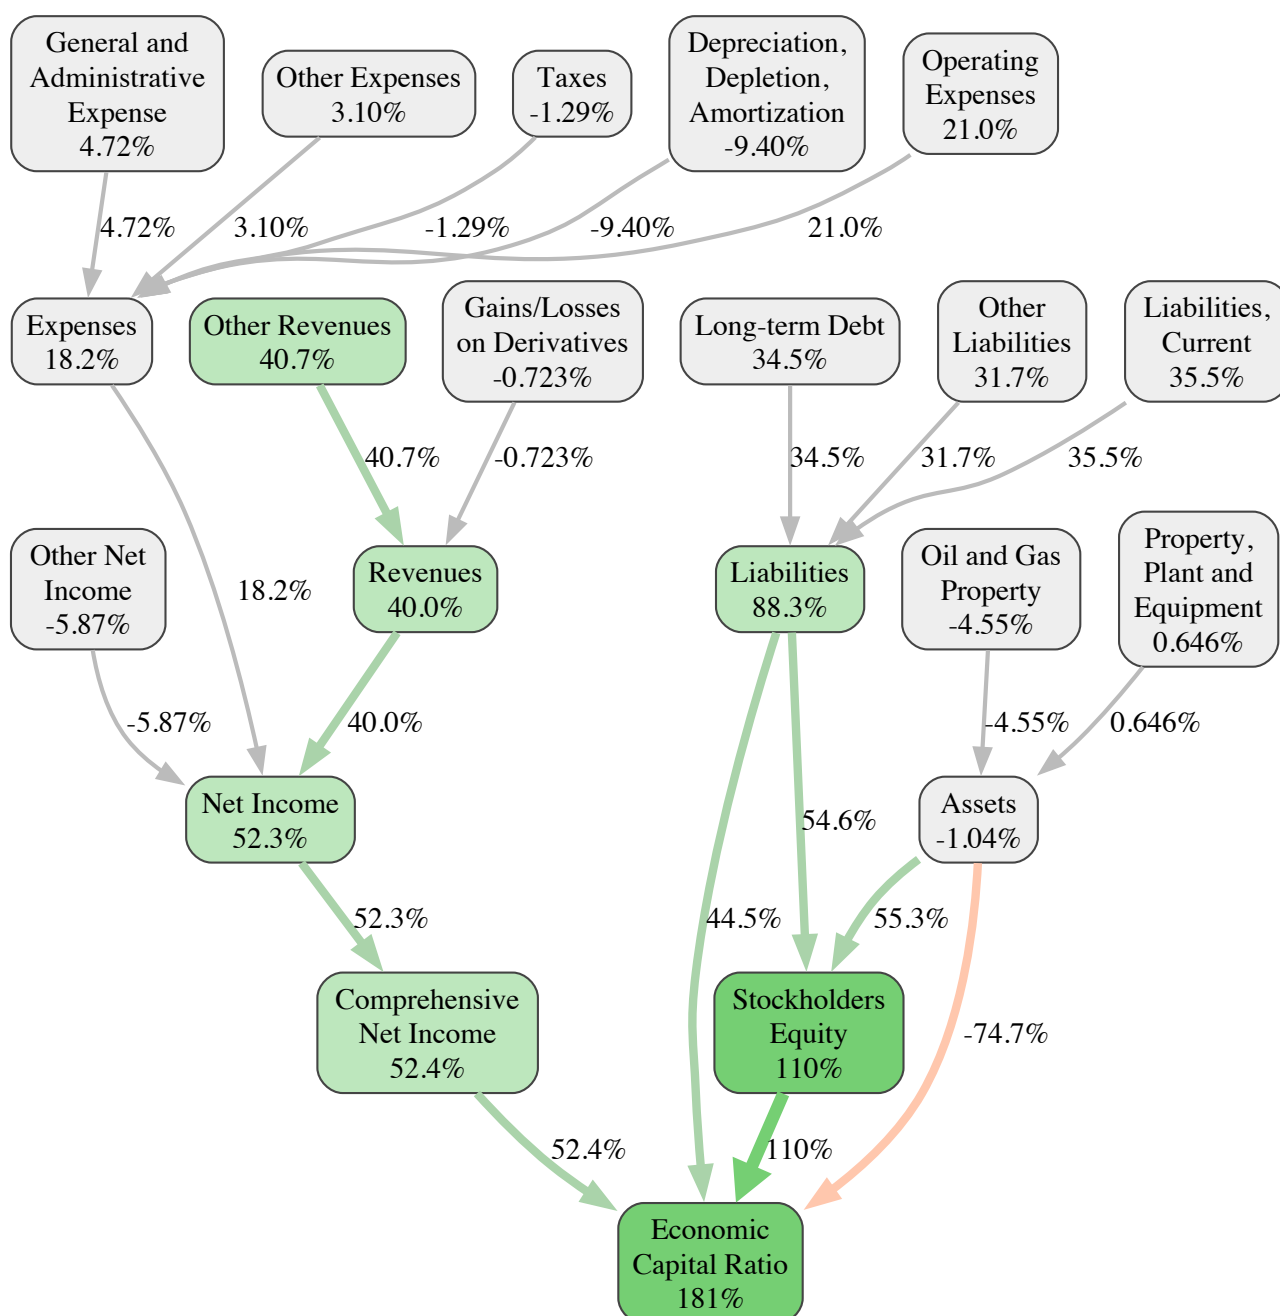 General and
Administrative
Expense
4.72%
Other Expenses
3.10%
Taxes
-1.29%
Depreciation,
Depletion,
Amortization
-9.40%
Operating
Expenses
21.0%
4.72%
3.10%
-1.29%
-9.40%
21.0%
Expenses
18.2%
Other Revenues
40.7%
Gains/Losses
on Derivatives
-0.723%
Long-term Debt
34.5%
Other
Liabilities
31.7%
Liabilities,
Current
35.5%
40.7%
-0.723%
34.5%
31.7%
35.5%
Other Net
Income
-5.87%
18.2%
Revenues
40.0%
Liabilities
88.3%
Oil and Gas
Property
-4.55%
Property,
Plant and
Equipment
0.646%
-5.87%
40.0%
-4.55%
0.646%
Net Income
52.3%
54.6%
Assets
-1.04%
52.3%
44.5%
55.3%
Comprehensive
Net Income
52.4%
Stockholders
Equity
110%
-74.7%
52.4%
110%
Economic
Capital Ratio
181%